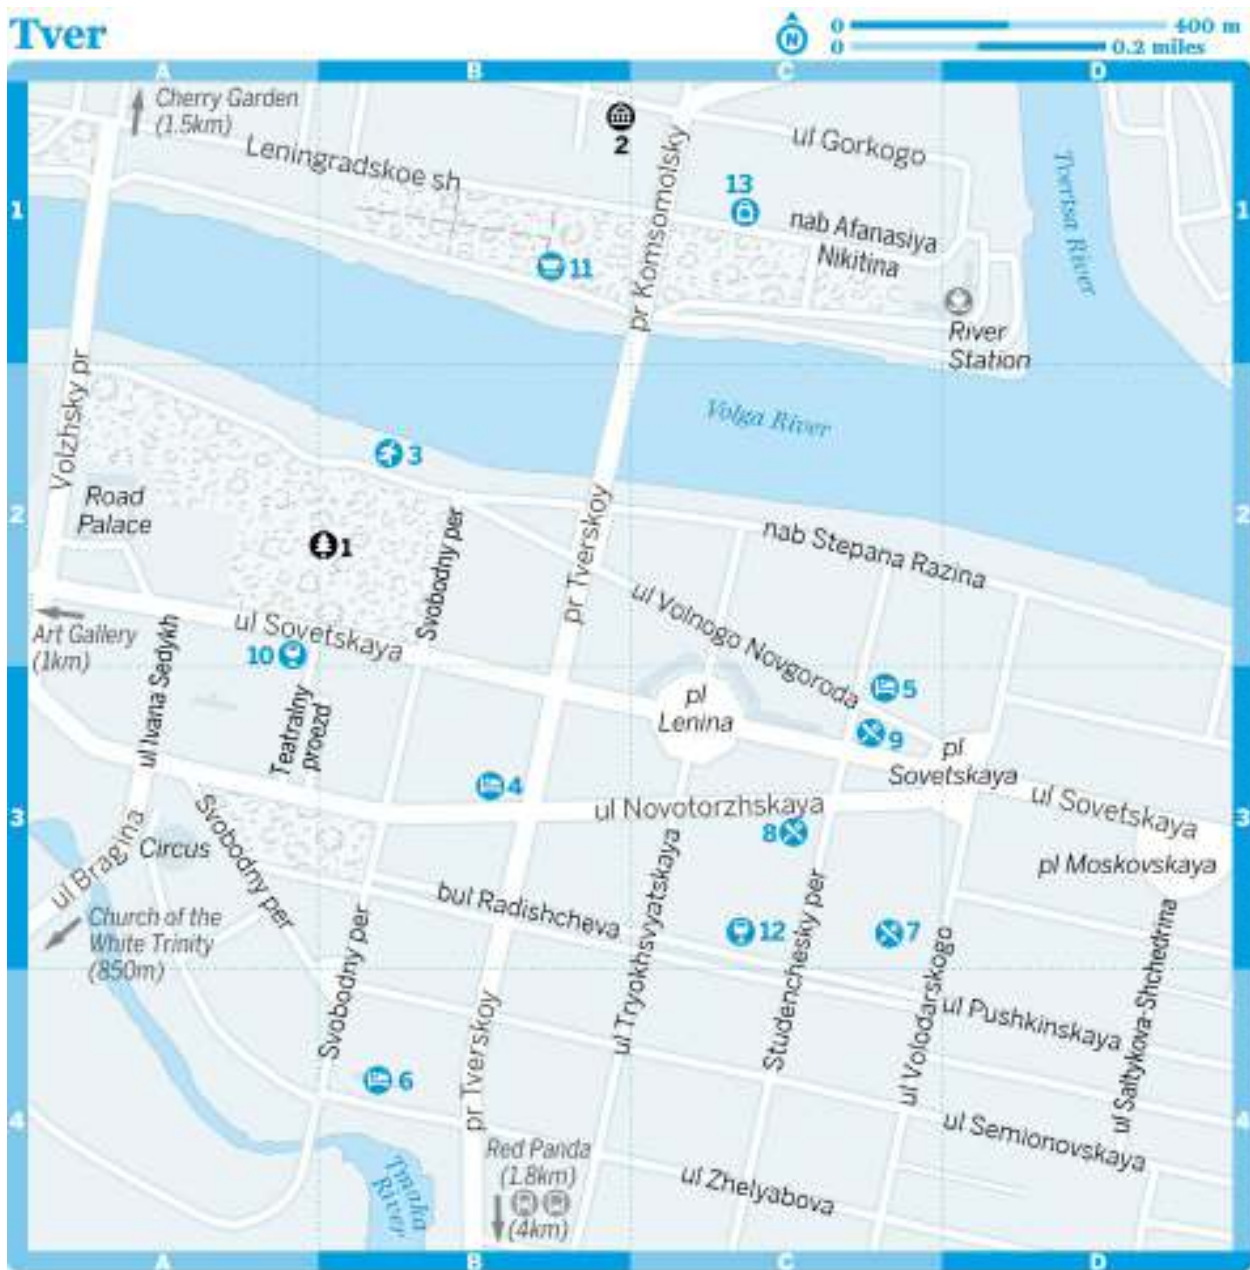 Tver
N
0 400 m
0 0.2 miles
A B C D
Cherry Garden
(1.5km)
2
ul Gorkogo
Leningradskoe sh
pr Komsomolsky
13
Tvertsa River
1 1
nab Afanasiya
Nikitina
11
River
Station
Volzhsky pr
Volga River
3
Road
Palace
2 2
1
Svobodny per
pr Tverskoy
nab Stepana Razina
ul Volnogo Novgoroda
Art Gallery
(1km)
ul Sovetskaya
ul Ivana Sedykh
10
5
pl
Lenina
Teatralny
proezd
9
pl
Sovetskaya
4
ul Novotorzhskaya
ul Sovetskaya
3 3
8
Svobodny per
Circus
ul Bragina
pl Moskovskaya
bul Radishcheva
Church of the
White Trinity
(850m)
12
7
ul Tryokhsvyatskaya
Studenchesky per
Svobodny per
ul Volodarskogo
ul Saltykova-Shchedrina
ul Pushkinskaya
pr Tverskoy
6
4 4
ul Semionovskaya
Red Panda
(1.8km)
(4km)
Tmaka
River
ul Zhelyabova
A B C D